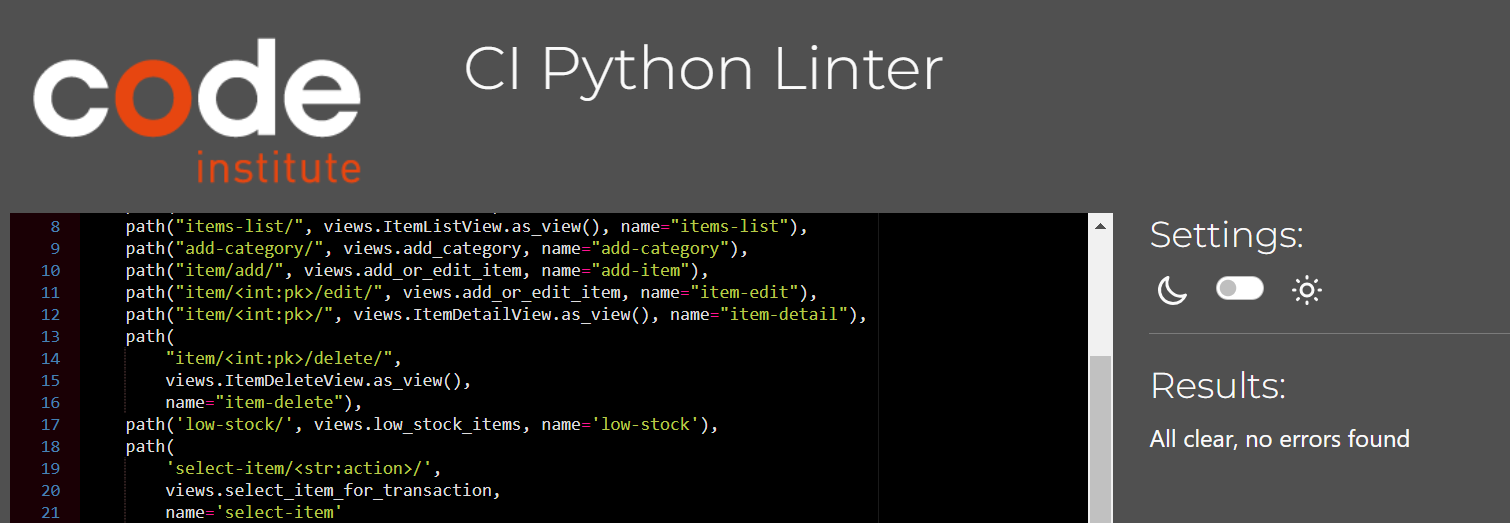 code
institute
CI Python Linter
8 path("items-list/", views.ItemListView.as_view(), name="items-list"),
9 path("add-category/", views.add_category, name="add-category"),
10 path("item/add/", views.add_or_edit_item, name="add-item"),
11 path("item/<int:pk>/edit/", views.add_or_edit_item, name="item-edit"),
12 path("item/<int:pk>/", views.ItemDetailView.as_view(), name="item-detail"),
13 path(
14 "item/<int:pk>/delete/",
15 views.ItemDeleteView.as_view(),
16 name="item-delete"),
17 path('low-stock/', views.low_stock_items, name='low-stock'),
18 path(
19 'select-item/<str:action>/',
20 views.select_item_for_transaction,
21 name='select-item'
Settings:
Results:
All clear, no errors found